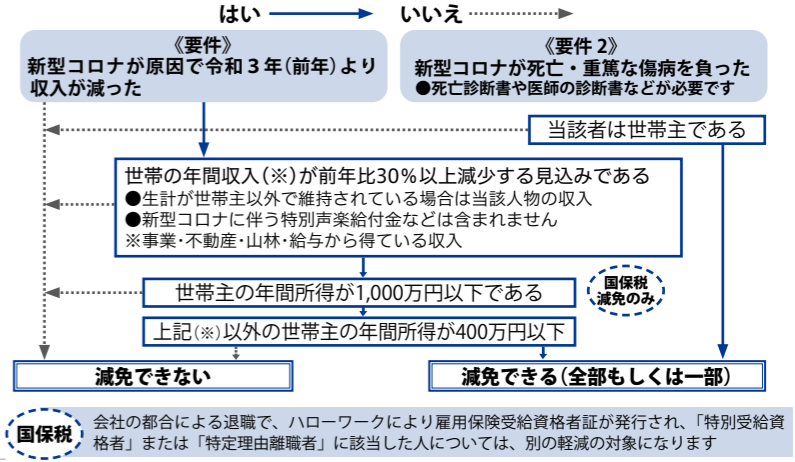 はい いいえ
《要件》
新型コロナが原因で令和3年(前年)より
収入が減った
《要件2》
新型コロナが死亡・重篤な傷病を負った
●死亡診断書や医師の診断書などが必要です
当該者は世帯主である
世帯の年間収入(※)が前年比30%以上減少する見込みである
●生計が世帯主以外で維持されている場合は当該人物の収入
●新型コロナに伴う特別声楽給付金などは含まれません
※事業・不動産・山林・給与から得ている収入
世帯主の年間所得が1,000万円以下である
国保税
減免のみ
上記(※)以外の世帯主の年間所得が400万円以下
減免できない
減免できる(全部もしくは一部)
国保税
会社の都合による退職で、ハローワークにより雇用保険受給資格者証が発行され、「特別受給資
格者」または「特定理由離職者」に該当した人については、別の軽減の対象になります